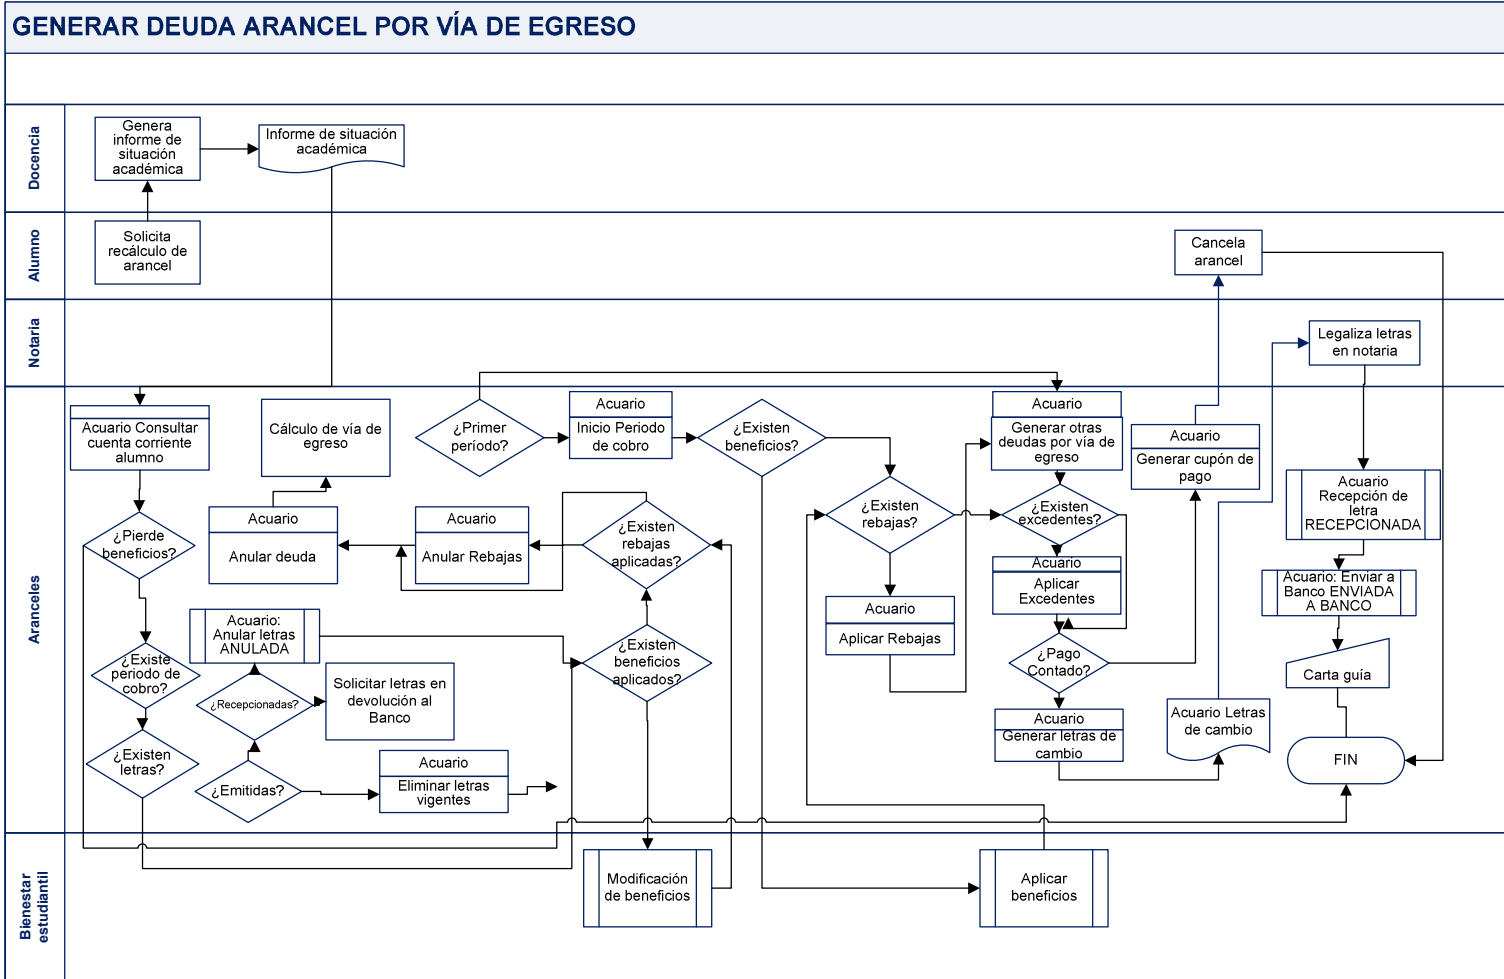 GENERAR DEUDA ARANCEL POR VÍA DE EGRESO
Docencia
Genera
informe de
situación
académica
Informe de situación
académica
Alumno
Solicita
recálculo de
arancel
Cancela
arancel
Notaria
Legaliza letras
en notaria
Aranceles
Acuario Consultar
cuenta corriente
alumno
Cálculo de vía de
egreso
¿Primer
período?
Acuario
Inicio Periodo
de cobro
¿Existen
beneficios?
Acuario
Generar otras
deudas por vía de
egreso
Acuario
Generar cupón de
pago
Acuario
Recepción de
letra
RECEPCIONADA
¿Pierde
beneficios?
Acuario
Anular deuda
Acuario
Anular Rebajas
¿Existen
rebajas
aplicadas?
¿Existen
rebajas?
¿Existen
excedentes?
Acuario
Aplicar
Excedentes
Acuario: Enviar a
Banco ENVIADA
A BANCO
Acuario:
Anular letras
ANULADA
Acuario
Aplicar Rebajas
¿Existe
periodo de
cobro?
¿Recepcionadas?
Solicitar letras en
devolución al
Banco
¿Existen
beneficios
aplicados?
¿Pago
Contado?
Carta guía
¿Existen
letras?
¿Emitidas?
Acuario
Eliminar letras
vigentes
Acuario
Generar letras de
cambio
Acuario Letras
de cambio
FIN
Bienestar
estudiantil
Modificación
de beneficios
Aplicar
beneficios